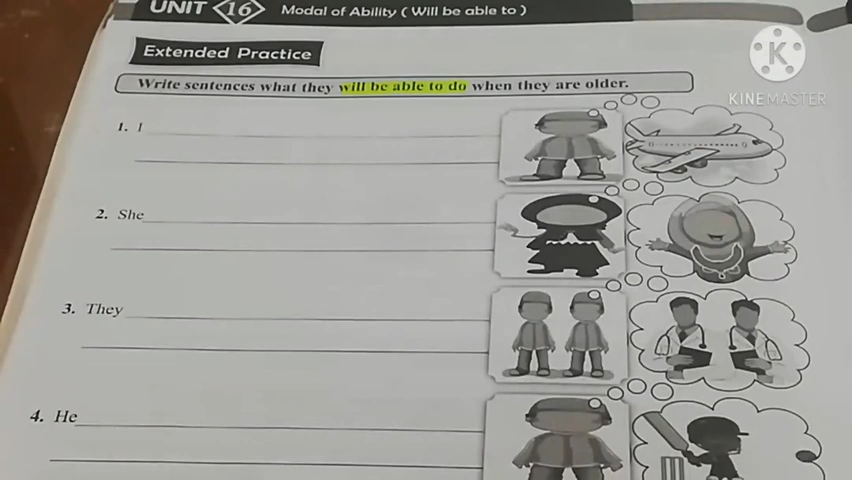 UNIT 16 Modal of Ability ( Will be able to )
Extended Practice
Write sentences what they will be able to do when they are older.
K
KINEMASTER
1. I
2. She
3. They
4. He